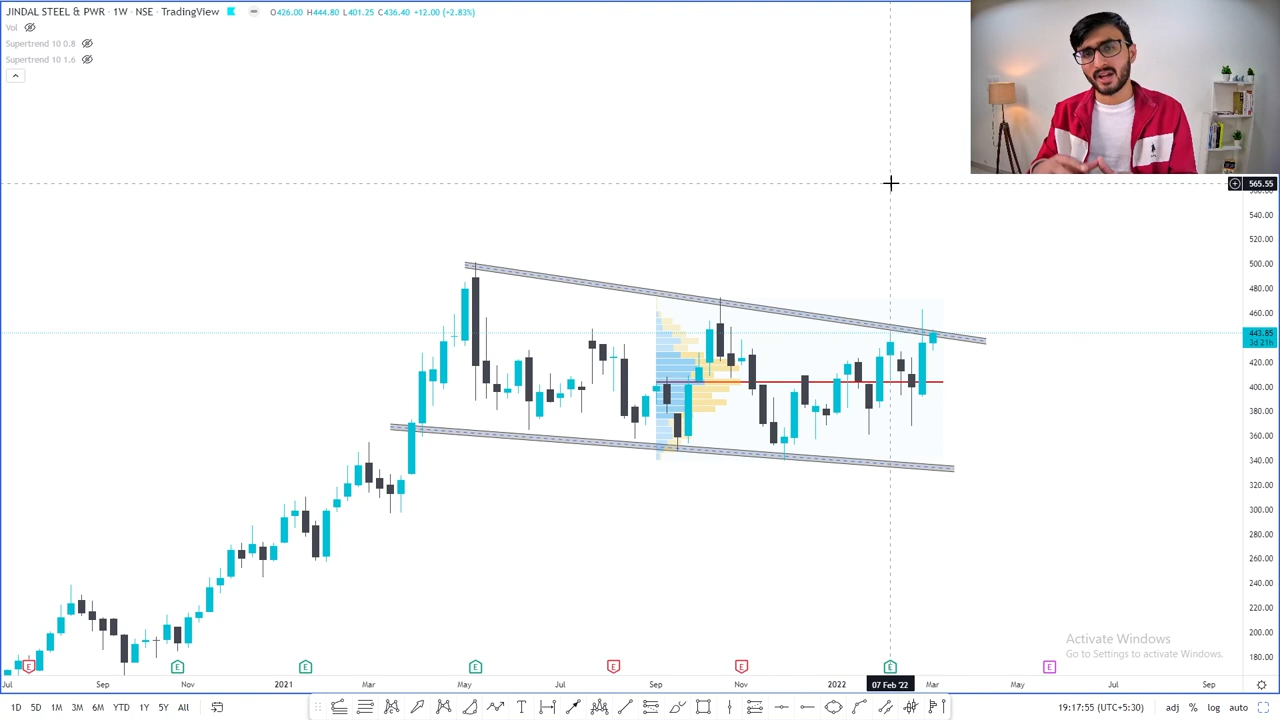 JINDAL STEEL & PWR · 1W · NSE · TradingView O426.00 H444.80 L401.25 C436.40 +12.00 (+2.83%)
Vol
Supertrend 10 0.8
Supertrend 10 1.6
565.55
540.00
520.00
500.00
480.00
460.00
443.85
3d 21h
420.00
400.00
380.00
360.00
340.00
320.00
300.00
280.00
260.00
240.00
220.00
200.00
180.00
Activate Windows
Go to Settings to activate Windows.
E E E E E E E
Jul Sep Nov 2021 Mar May Jul Sep Nov 2022 07 Feb '22 Mar May Jul Sep
1D 5D 1M 3M 6M YTD 1Y 5Y All T 19:17:55 (UTC+5:30) adj % log auto